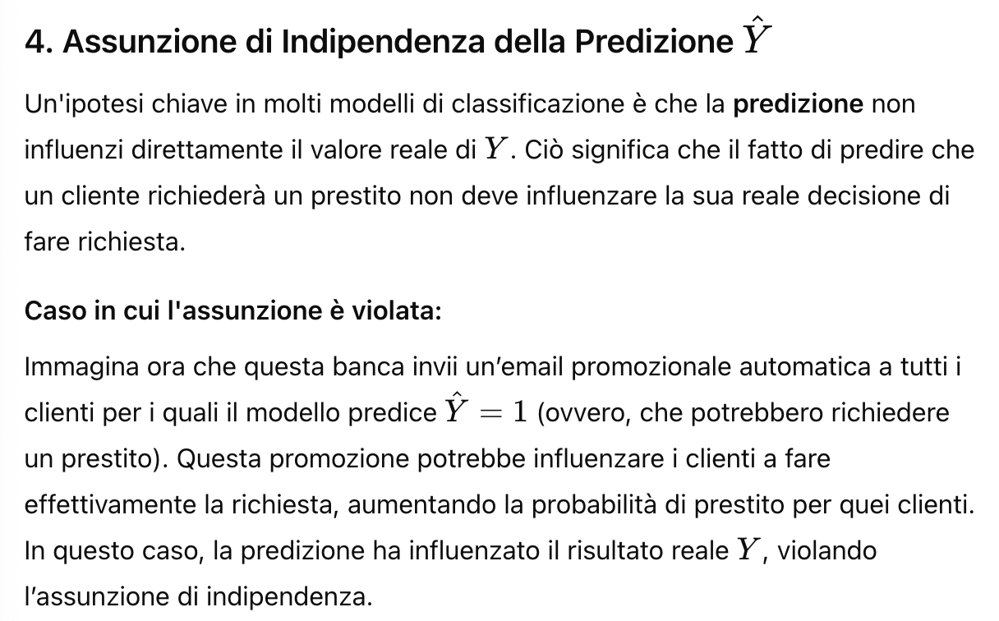 4. Assunzione di Indipendenza della Predizione Ŷ
Un'ipotesi chiave in molti modelli di classificazione è che la predizione non
influenzi direttamente il valore reale di Y. Ciò significa che il fatto di predire che
un cliente richiederà un prestito non deve influenzare la sua reale decisione di
fare richiesta.
Caso in cui l'assunzione è violata:
Immagina ora che questa banca invii un’email promozionale automatica a tutti i
clienti per i quali il modello predice Ŷ = 1 (ovvero, che potrebbero richiedere
un prestito). Questa promozione potrebbe influenzare i clienti a fare
effettivamente la richiesta, aumentando la probabilità di prestito per quei clienti.
In questo caso, la predizione ha influenzato il risultato reale Y, violando
l’assunzione di indipendenza.